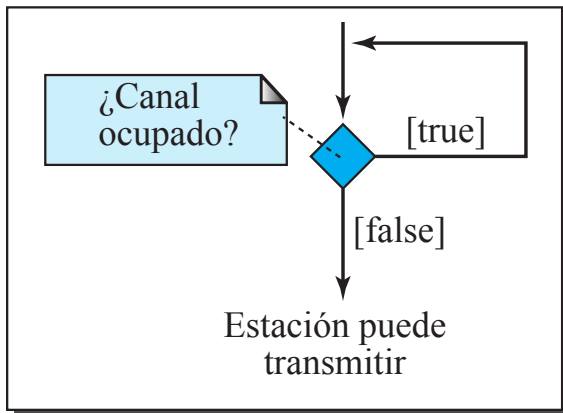 ¿Canal
ocupado?
[true]
[false]
Estación puede
transmitir